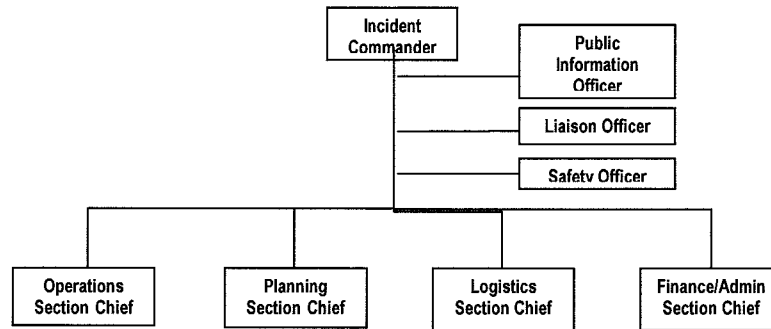 Incident
Commander
Public
Information
Officer
Liaison Officer
Safety Officer
Operations
Section Chief
Planning
Section Chief
Logistics
Section Chief
Finance/Admin
Section Chief